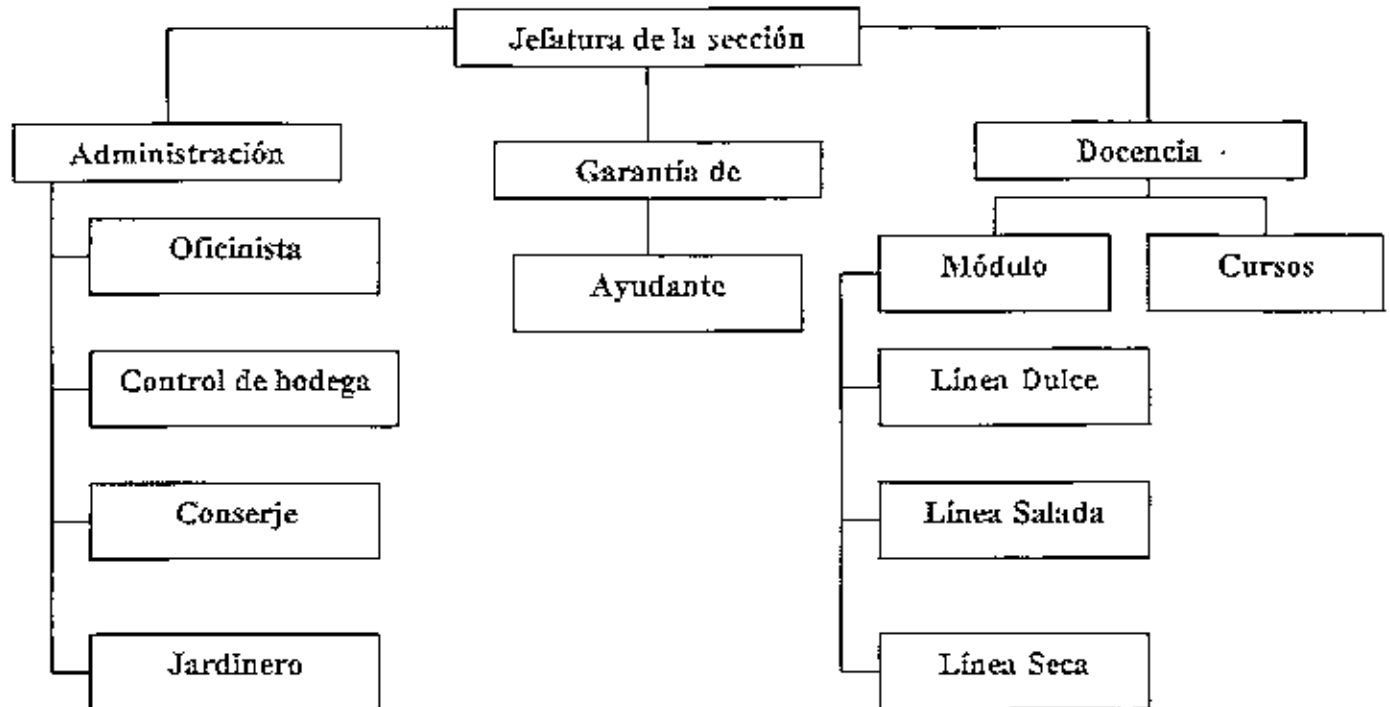 Jefatura de la sección
Administración
Garantía de
Docencia
Oficinista
Ayudante
Módulo
Cursos
Control de bodega
Línea Dulce
Conserje
Línea Salada
Jardinero
Línea Seca